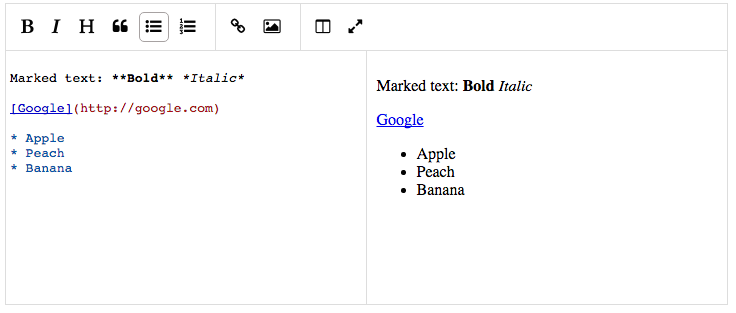 B I H
Marked text: **Bold** *Italic*
[Google](http://google.com)
* Apple
* Peach
* Banana
Marked text: Bold Italic
Google
• Apple
• Peach
• Banana